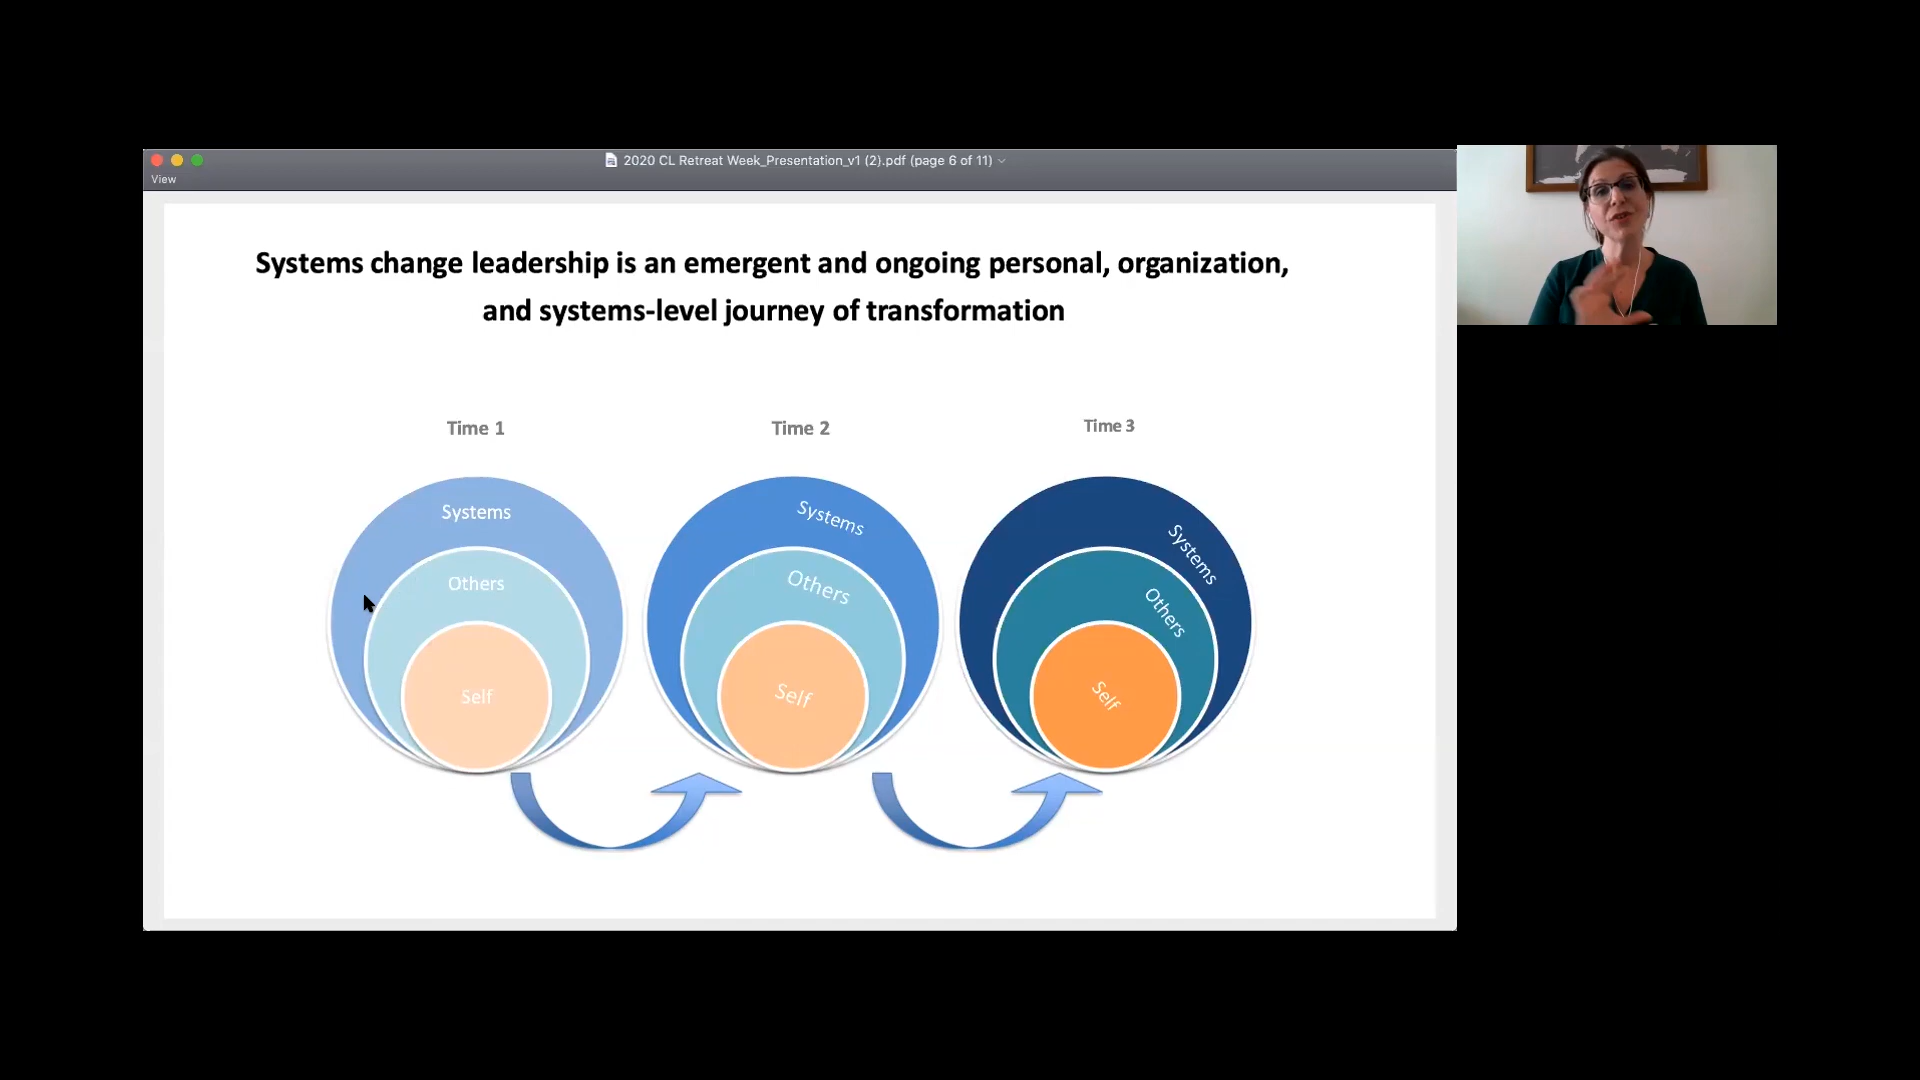 2020 CL Retreat Week_Presentation_v1 (2).pdf (page 6 of 11)
View
Systems change leadership is an emergent and ongoing personal, organization,
and systems-level journey of transformation
Time 1
Time 2
Time 3
Systems
Others
Self
Systems
Others
Self
Systems
Others
Self